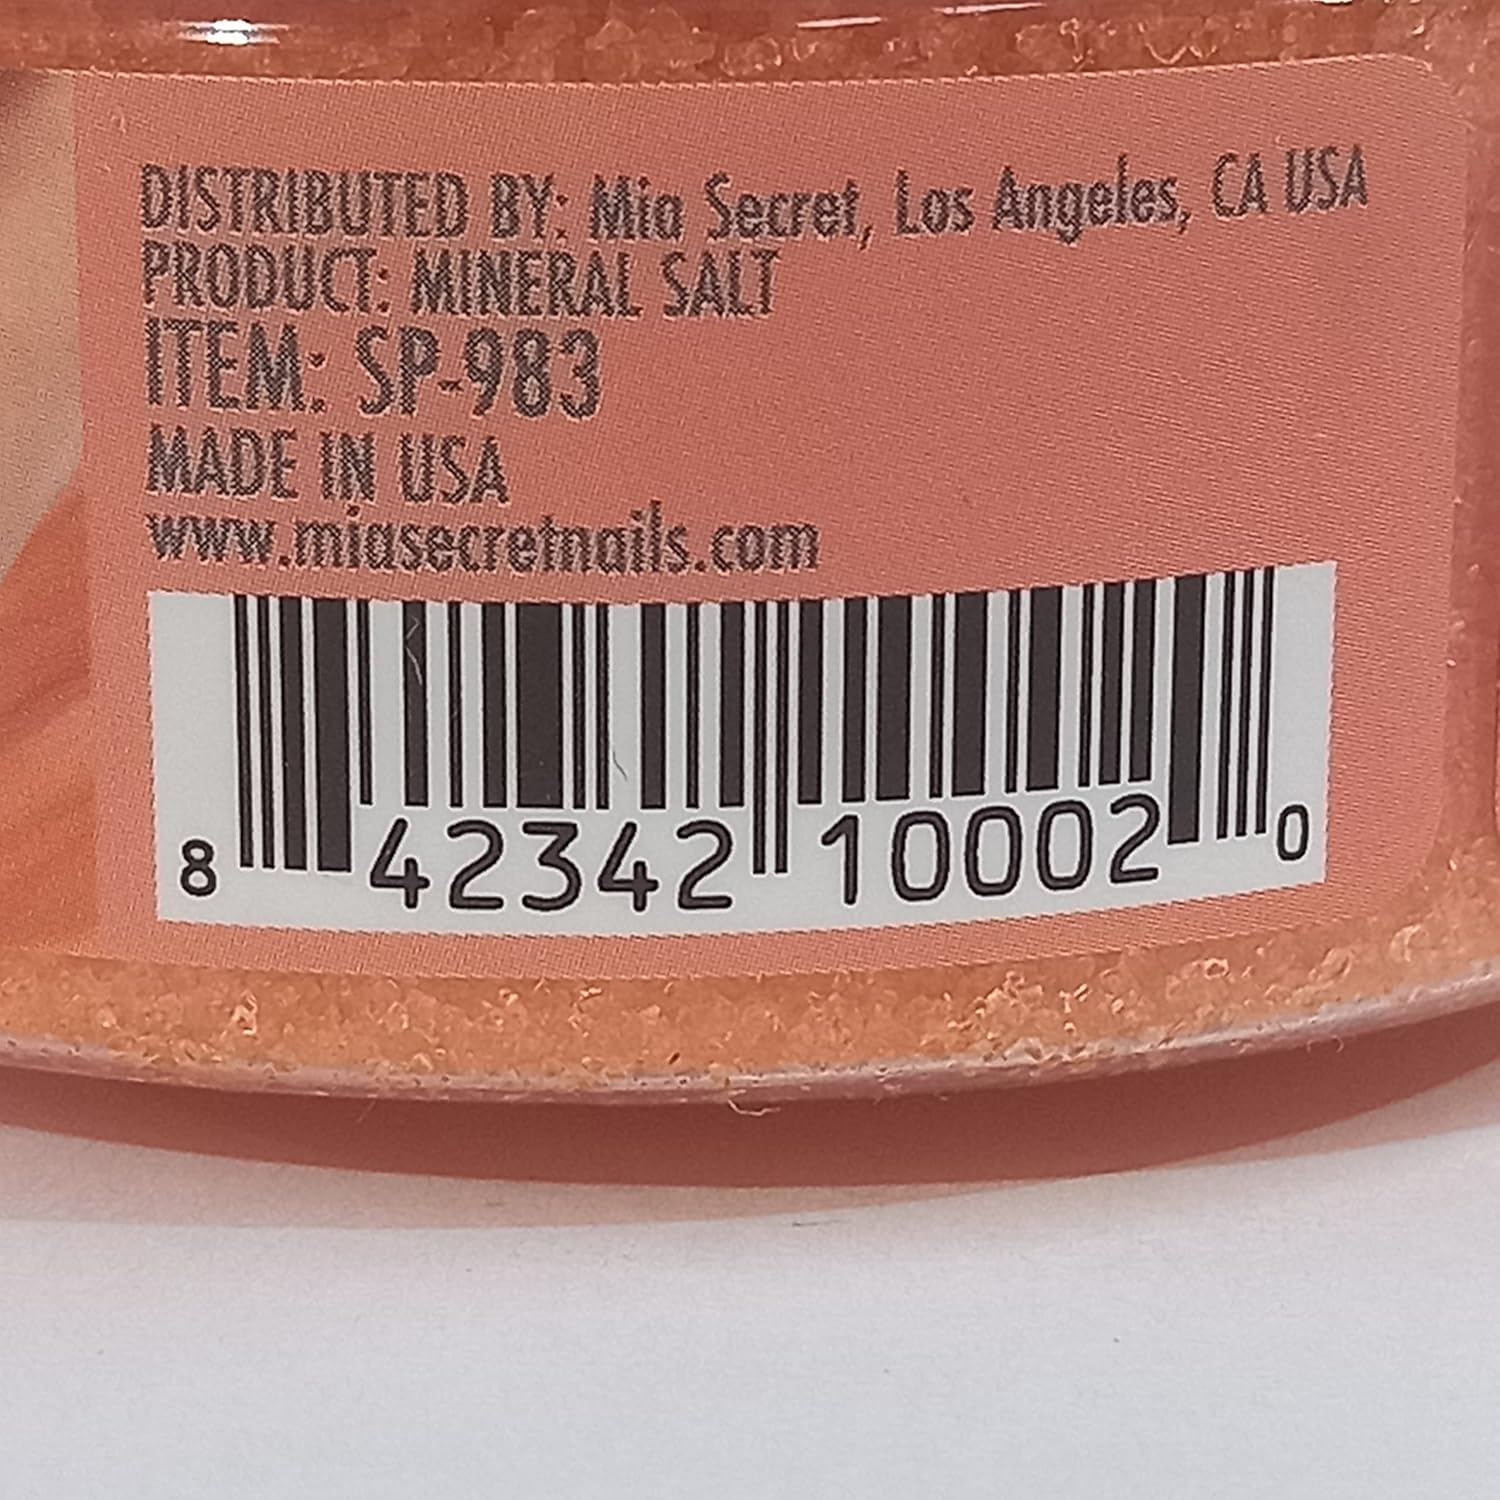 DISTRIBUTED BY: Mia Secret, Los Angeles, CA USA
PRODUCT: MINERAL SALT
ITEM: SP-983
MADE IN USA
www.miasecretnails.com
8 42342 10002 0